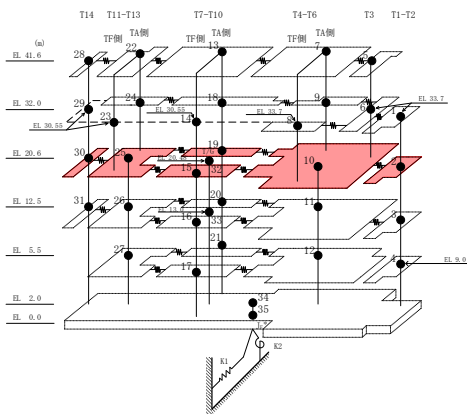 T14 T11-T13 T7-T10 T4-T6 T3 T1-T2
(m) TF側 TA側 TF側 TA側 TF側 TA側
EL 41.6 28 22 13 7 5
EL 32.0 29 24 18 9 6 1 EL 33.7
EL 30.55 23 EL 30.55 14 EL 33.7 8
EL 20.6 30 25 19 10 2
15 32
EL 12.5 31 26 20 11 3
16 33
21
EL 5.5 27 17 12 4 EL 9.0
EL 2.0 34
EL 0.0 35
K1 K2